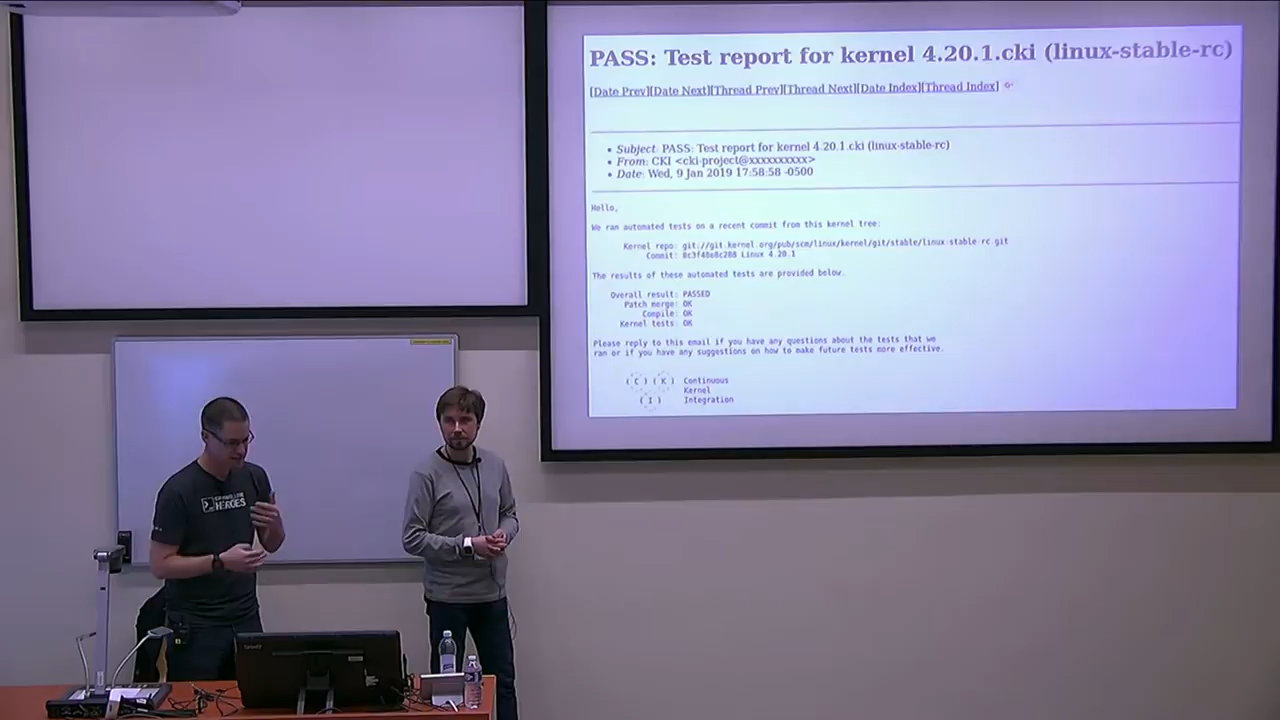 PASS: Test report for kernel 4.20.1.cki (linux-stable-rc)
[Date Prev][Date Next][Thread Prev][Thread Next][Date Index][Thread Index]
• Subject: PASS: Test report for kernel 4.20.1.cki (linux-stable-rc)
• From: CKI <cki-project@xxxxxxxxxx>
• Date: Wed, 9 Jan 2019 17:58:58 -0500
Hello,
We ran automated tests on a recent commit from this kernel tree:
Kernel repo: git://git.kernel.org/pub/scm/linux/kernel/git/stable/linux-stable-rc.git
Commit: Linux 4.20.1
The results of these automated tests are provided below.
Overall result: PASSED
Patch merge: OK
Compile: OK
Kernel tests: OK
Please reply to this email if you have any questions about the tests that we
ran or if you have any suggestions on how to make future tests more effective.
( C ) ( K ) Continuous
Kernel
( I ) Integration
HEROES